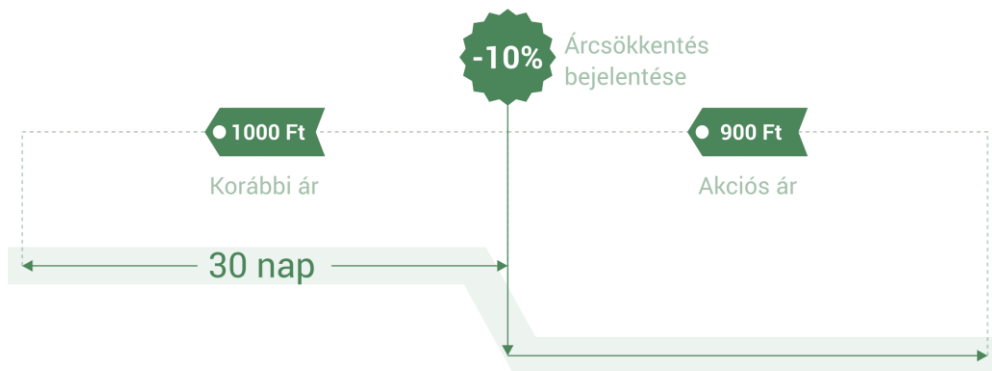 -10%
Árcsökkentés
bejelentése
1000 Ft
900 Ft
Korábbi ár
Akciós ár
30 nap